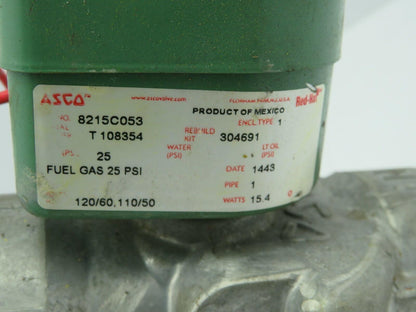 ASCO™ www.ascovalve.com FLORHAM PARK, N.J. U.S.A. Red-Hat
PRODUCT OF MEXICO
NO. 8215C053 ENCL.TYPE 1
T 108354 REBUILD KIT 304691
25 WATER (PSI) LT OIL (PSI)
FUEL GAS 25 PSI DATE 1443
PIPE 1
120/60,110/50 WATTS 15.4